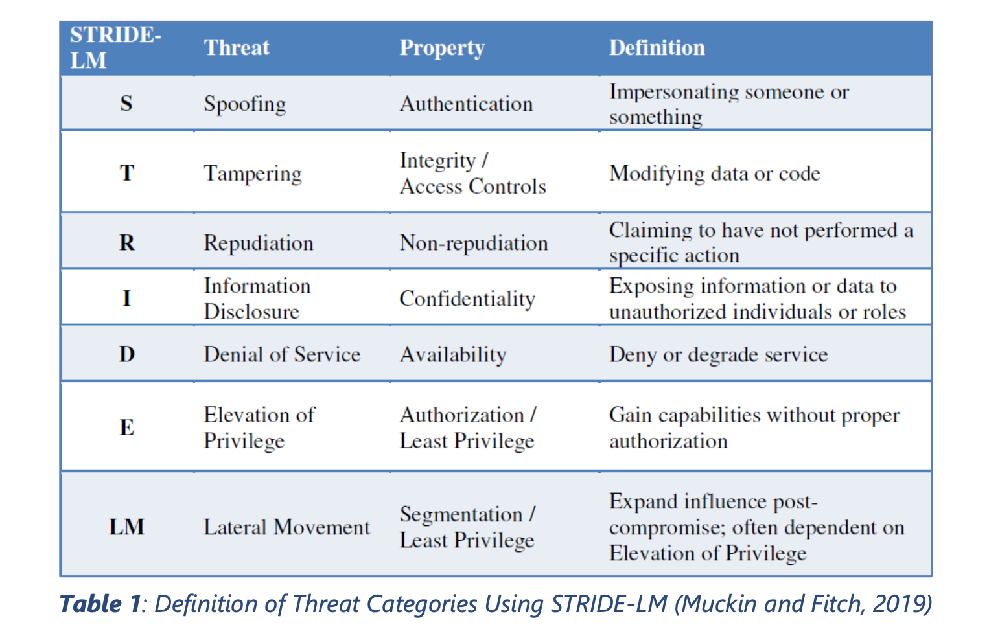 STRIDE-
LM
Threat
Property
Definition
S
Spoofing
Authentication
Impersonating someone or
something
T
Tampering
Integrity /
Access Controls
Modifying data or code
R
Repudiation
Non-repudiation
Claiming to have not performed a
specific action
I
Information
Disclosure
Confidentiality
Exposing information or data to
unauthorized individuals or roles
D
Denial of Service
Availability
Deny or degrade service
E
Elevation of
Privilege
Authorization /
Least Privilege
Gain capabilities without proper
authorization
LM
Lateral Movement
Segmentation /
Least Privilege
Expand influence post-
compromise; often dependent on
Elevation of Privilege
Table 1: Definition of Threat Categories Using STRIDE-LM (Muckin and Fitch, 2019)